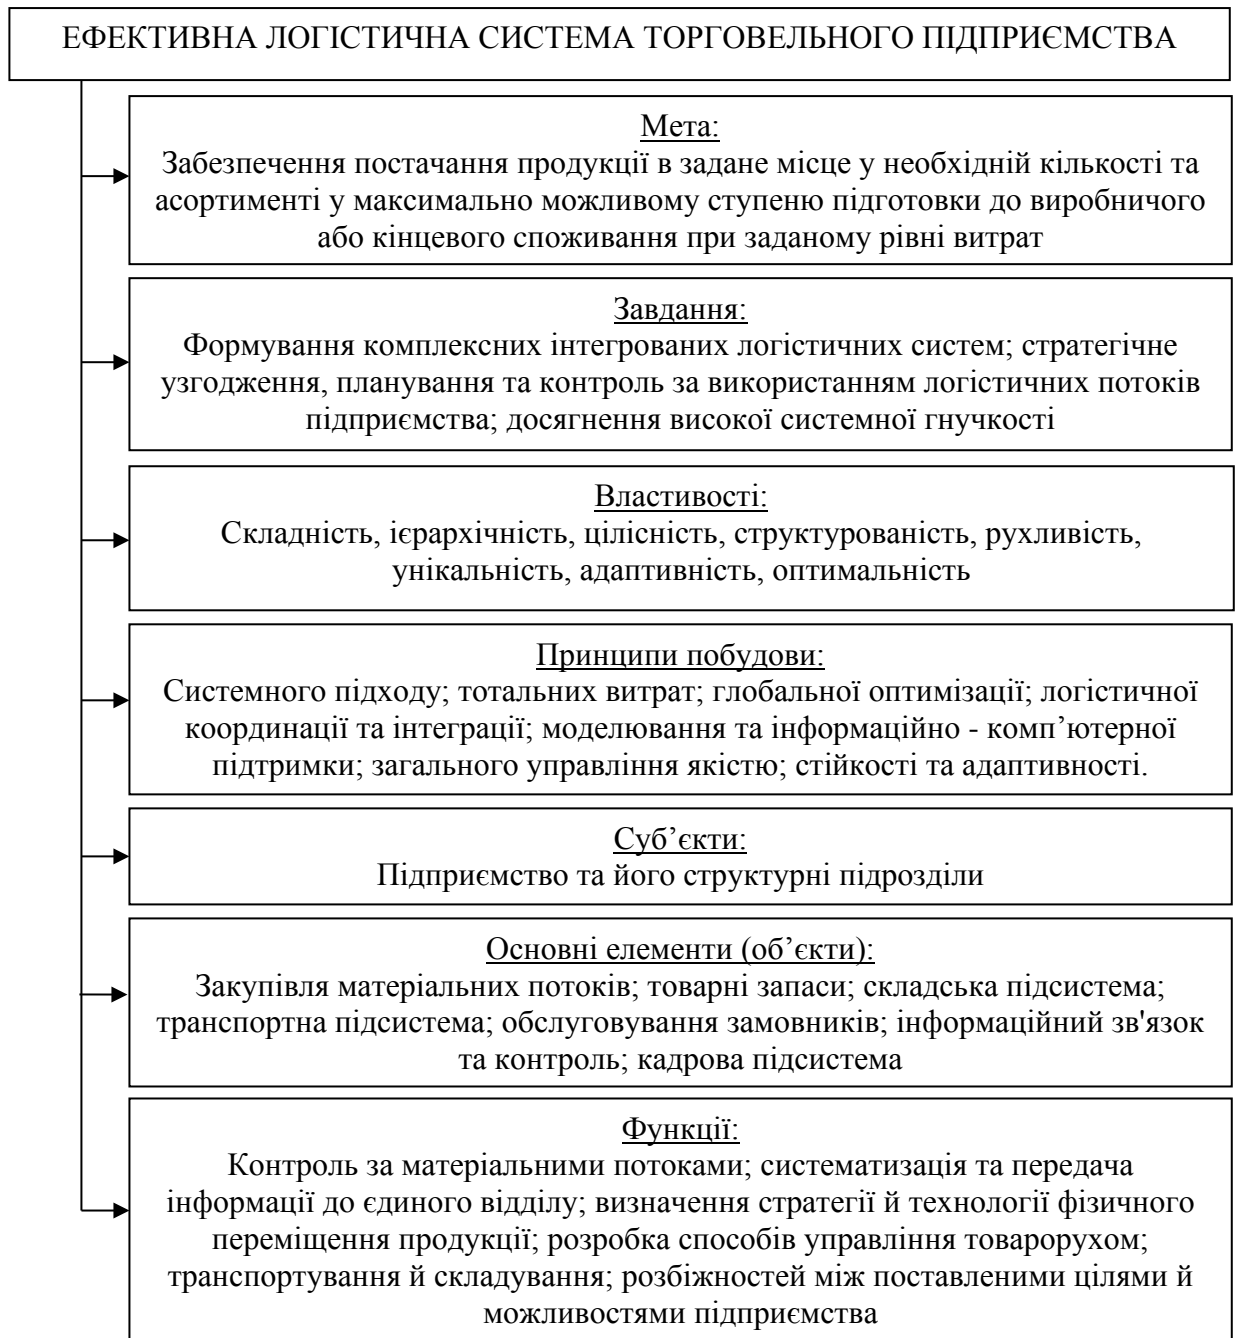 ЕФЕКТИВНА ЛОГІСТИЧНА СИСТЕМА ТОРГОВЕЛЬНОГО ПІДПРИЄМСТВА
Мета:
Забезпечення постачання продукції в задане місце у необхідній кількості та
асортименті у максимально можливому ступеню підготовки до виробничого
або кінцевого споживання при заданому рівні витрат
Завдання:
Формування комплексних інтегрованих логістичних систем; стратегічне
узгодження, планування та контроль за використанням логістичних потоків
підприємства; досягнення високої системної гнучкості
Властивості:
Складність, ієрархічність, цілісність, структурованість, рухливість,
унікальність, адаптивність, оптимальність
Принципи побудови:
Системного підходу; тотальних витрат; глобальної оптимізації; логістичної
координації та інтеграції; моделювання та інформаційно - комп’ютерної
підтримки; загального управління якістю; стійкості та адаптивності.
Суб’єкти:
Підприємство та його структурні підрозділи
Основні елементи (об’єкти):
Закупівля матеріальних потоків; товарні запаси; складська підсистема;
транспортна підсистема; обслуговування замовників; інформаційний зв'язок
та контроль; кадрова підсистема
Функції:
Контроль за матеріальними потоками; систематизація та передача
інформації до єдиного відділу; визначення стратегії й технології фізичного
переміщення продукції; розробка способів управління товарорухом;
транспортування й складування; розбіжностей між поставленими цілями й
можливостями підприємства